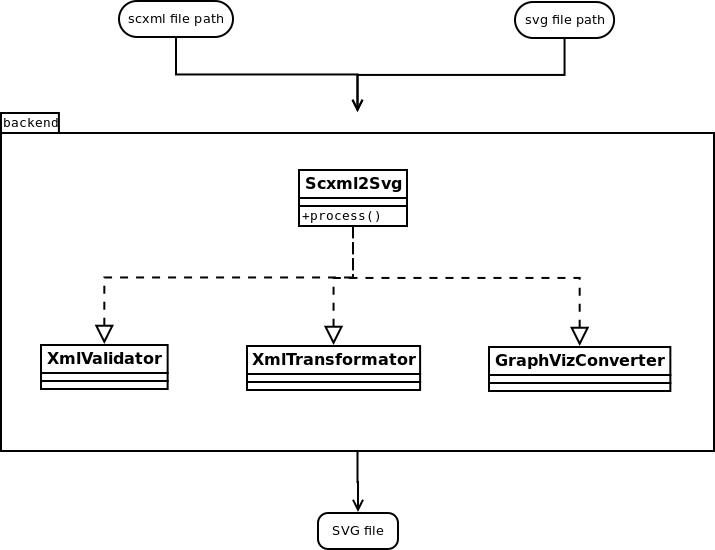 scxml file path
svg file path
backend
Scxml2Svg
+process()
XmlValidator
XmlTransformator
GraphVizConverter
SVG file